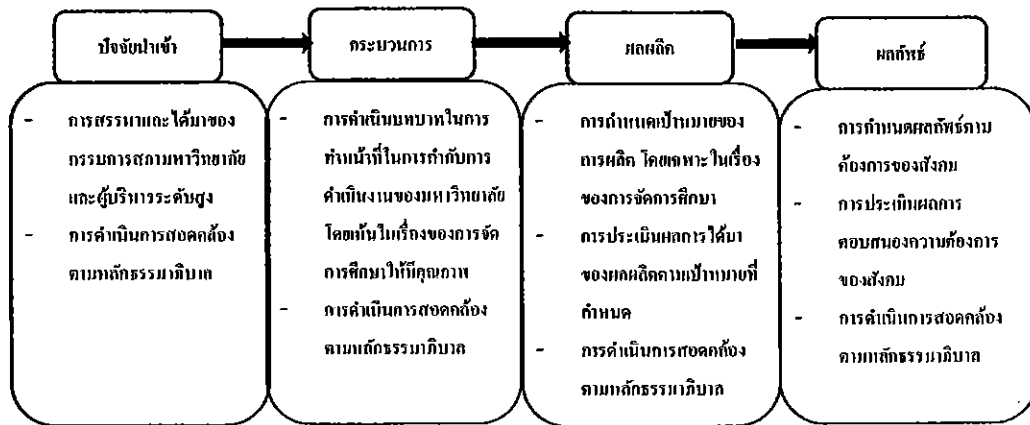 ปัจจัยนำเข้า
กระบวนการ
ผลผลิต
ผลลัพธ์
- การสรรหาและได้มาของ
กรรมการสภามหาวิทยาลัย
และผู้บริหารระดับสูง
- การดำเนินการสอดคล้อง
ตามหลักธรรมาภิบาล
- การดำเนินบทบาทในการ
ทำหน้าที่ในการกำกับการ
ดำเนินงานของมหาวิทยาลัย
โดยเน้นในเรื่องของการจัด
การศึกษาให้มีคุณภาพ
- การดำเนินการสอดคล้อง
ตามหลักธรรมาภิบาล
- การกำหนดเป้าหมายของ
การผลิต โดยเฉพาะในเรื่อง
ของการจัดการศึกษา
- การประเมินผลการได้มา
ของผลผลิตตามเป้าหมายที่
กำหนด
- การดำเนินการสอดคล้อง
ตามหลักธรรมาภิบาล
- การกำหนดผลลัพธ์ตาม
ต้องการของสังคม
- การประเมินผลการ
ตอบสนองความต้องการ
ของสังคม
- การดำเนินการสอดคล้อง
ตามหลักธรรมาภิบาล